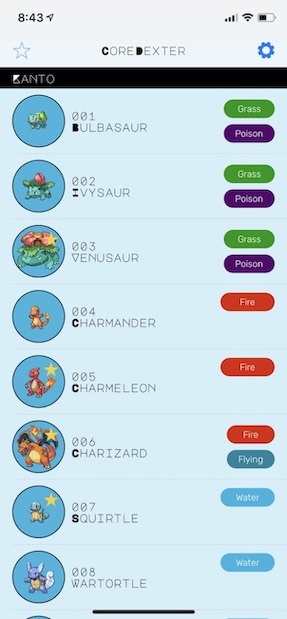 8:43
CoreDexter
Kanto
001
Bulbasaur
Grass
Poison
002
Ivysaur
Grass
Poison
003
Venusaur
Grass
Poison
004
Charmander
Fire
005
Charmeleon
Fire
006
Charizard
Fire
Flying
007
Squirtle
Water
008
Wartortle
Water